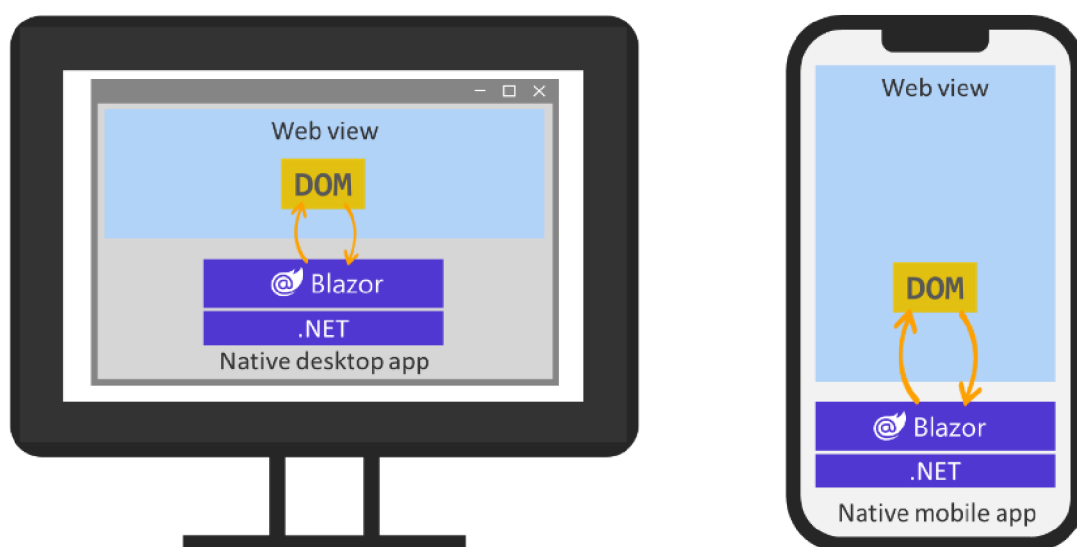 Web view
DOM
Blazor
.NET
Native desktop app
Web view
DOM
Blazor
.NET
Native mobile app